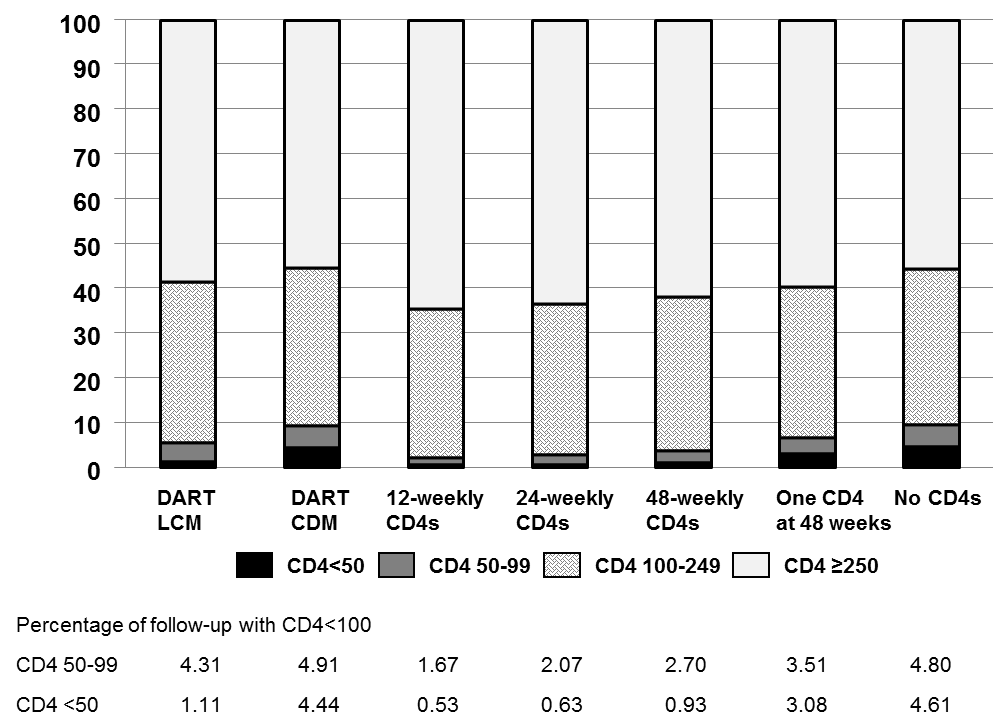 100
90
80
70
60
50
40
30
20
10
0
DART LCM
DART CDM
12-weekly CD4s
24-weekly CD4s
48-weekly CD4s
One CD4 at 48 weeks
No CD4s
CD4<50 CD4 50-99 CD4 100-249 CD4 ≥250
Percentage of follow-up with CD4<100
CD4 50-99 4.31 4.91 1.67 2.07 2.70 3.51 4.80
CD4 <50 1.11 4.44 0.53 0.63 0.93 3.08 4.61